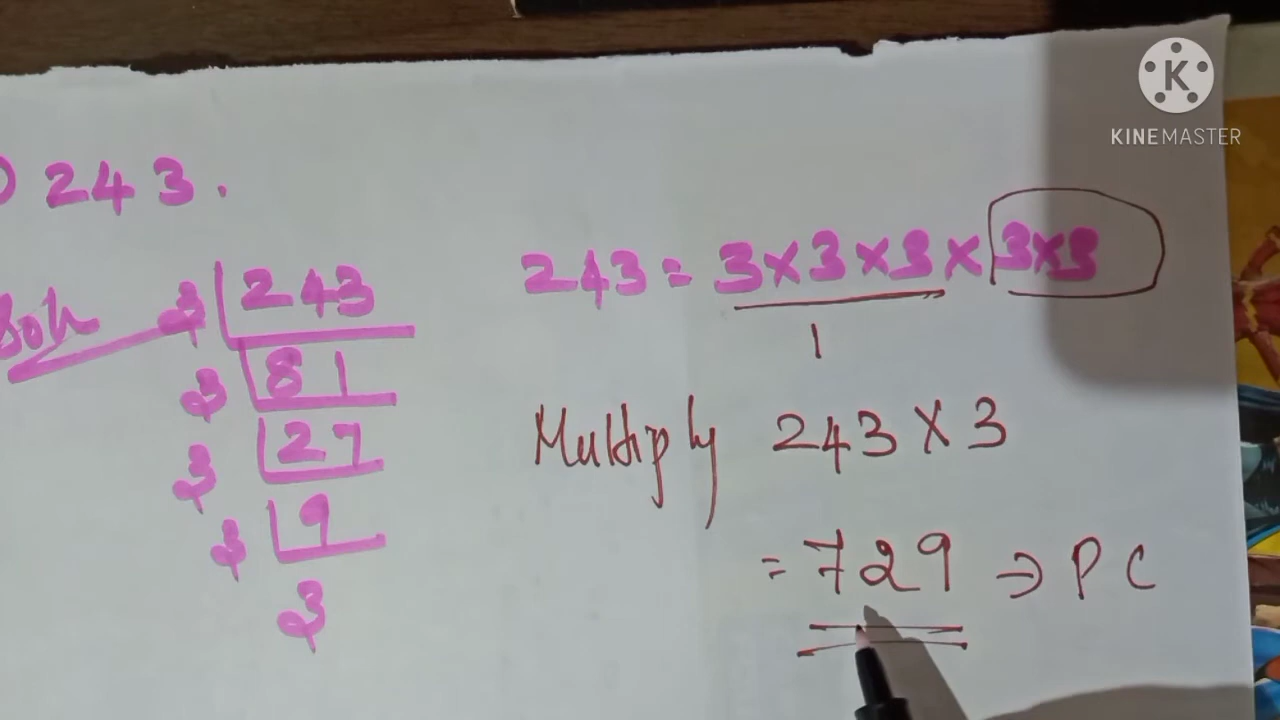 ) 243.
Soln
3 243
3 81
3 27
3 9
3
243 = 3×3×3×3×3
1
Multiply 243×3
= 729 ⇒ PC
KINEMASTER